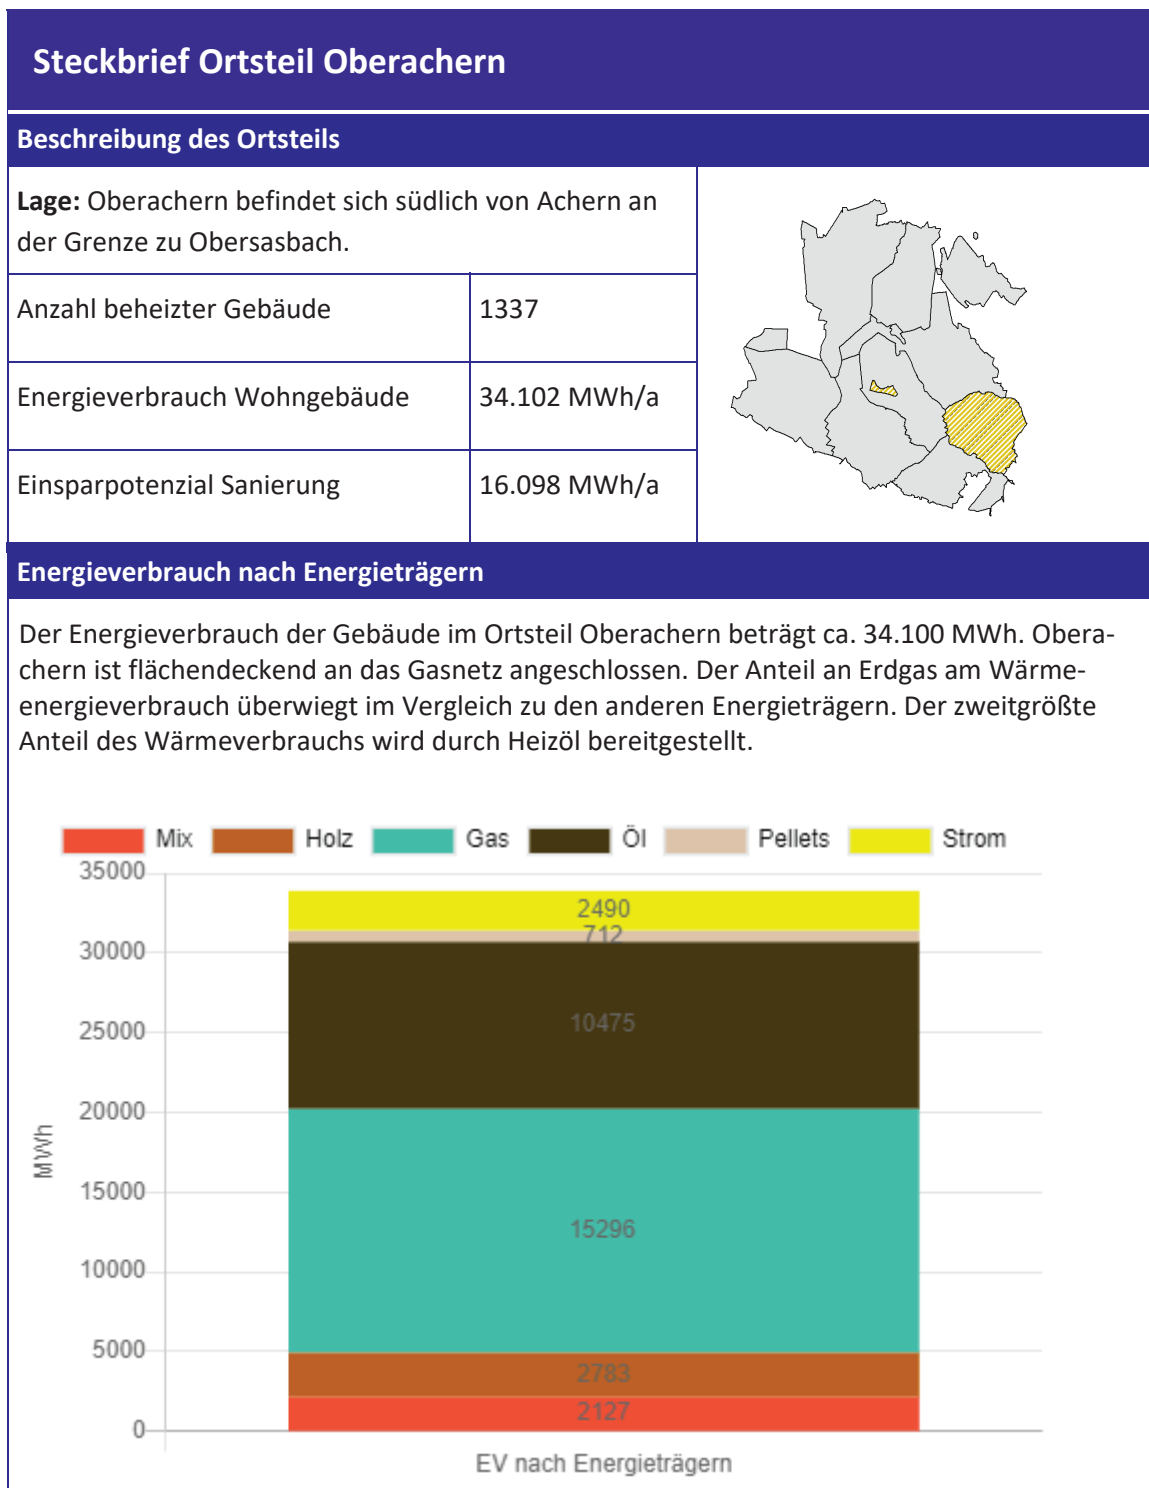 Steckbrief Ortsteil Oberachern
Beschreibung des Ortsteils
Lage: Oberachern befindet sich südlich von Achern an
der Grenze zu Obersasbach.
Anzahl beheizter Gebäude 1337
Energieverbrauch Wohngebäude 34.102 MWh/a
Einsparpotenzial Sanierung 16.098 MWh/a
Energieverbrauch nach Energieträgern
Der Energieverbrauch der Gebäude im Ortsteil Oberachern beträgt ca. 34.100 MWh. Obera-
chern ist flächendeckend an das Gasnetz angeschlossen. Der Anteil an Erdgas am Wärme-
energieverbrauch überwiegt im Vergleich zu den anderen Energieträgern. Der zweitgrößte
Anteil des Wärmeverbrauchs wird durch Heizöl bereitgestellt.
Mix Holz Gas Öl Pellets Strom
35000
30000
25000
20000
15000
10000
5000
0
MWh
2490
712
10475
15296
2783
2127
EV nach Energieträgern